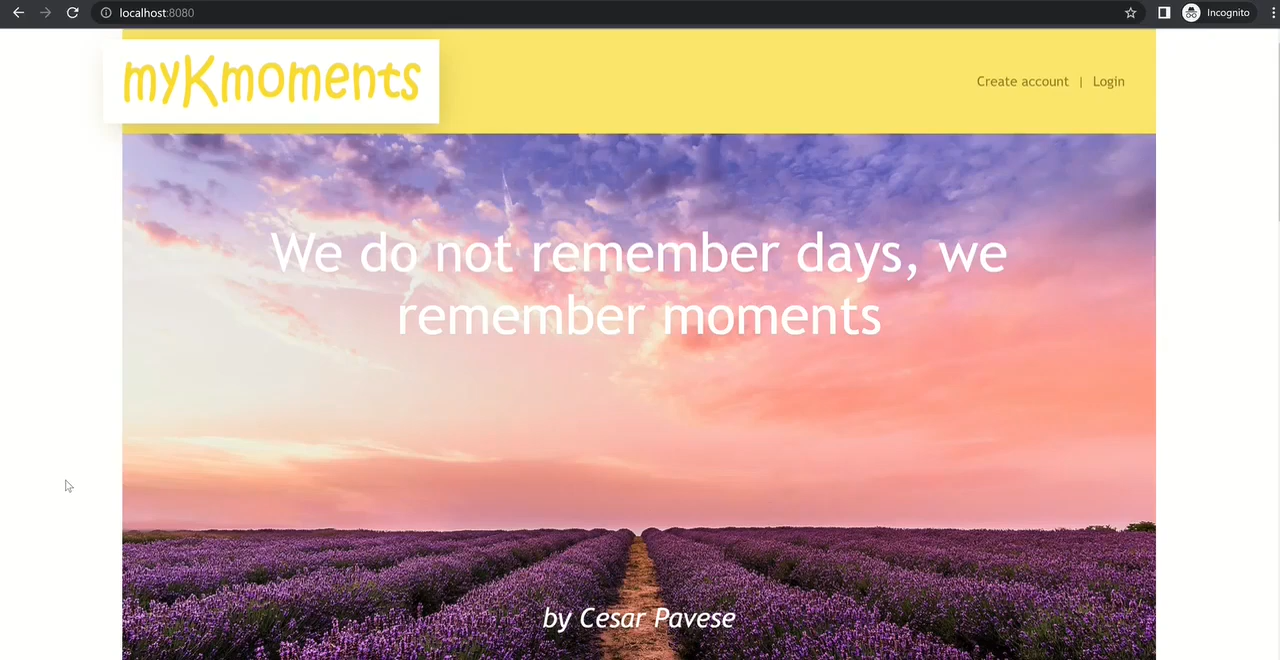 localhost:8080
Incognito
myKmoments
Create account | Login
We do not remember days, we
remember moments
by Cesar Pavese